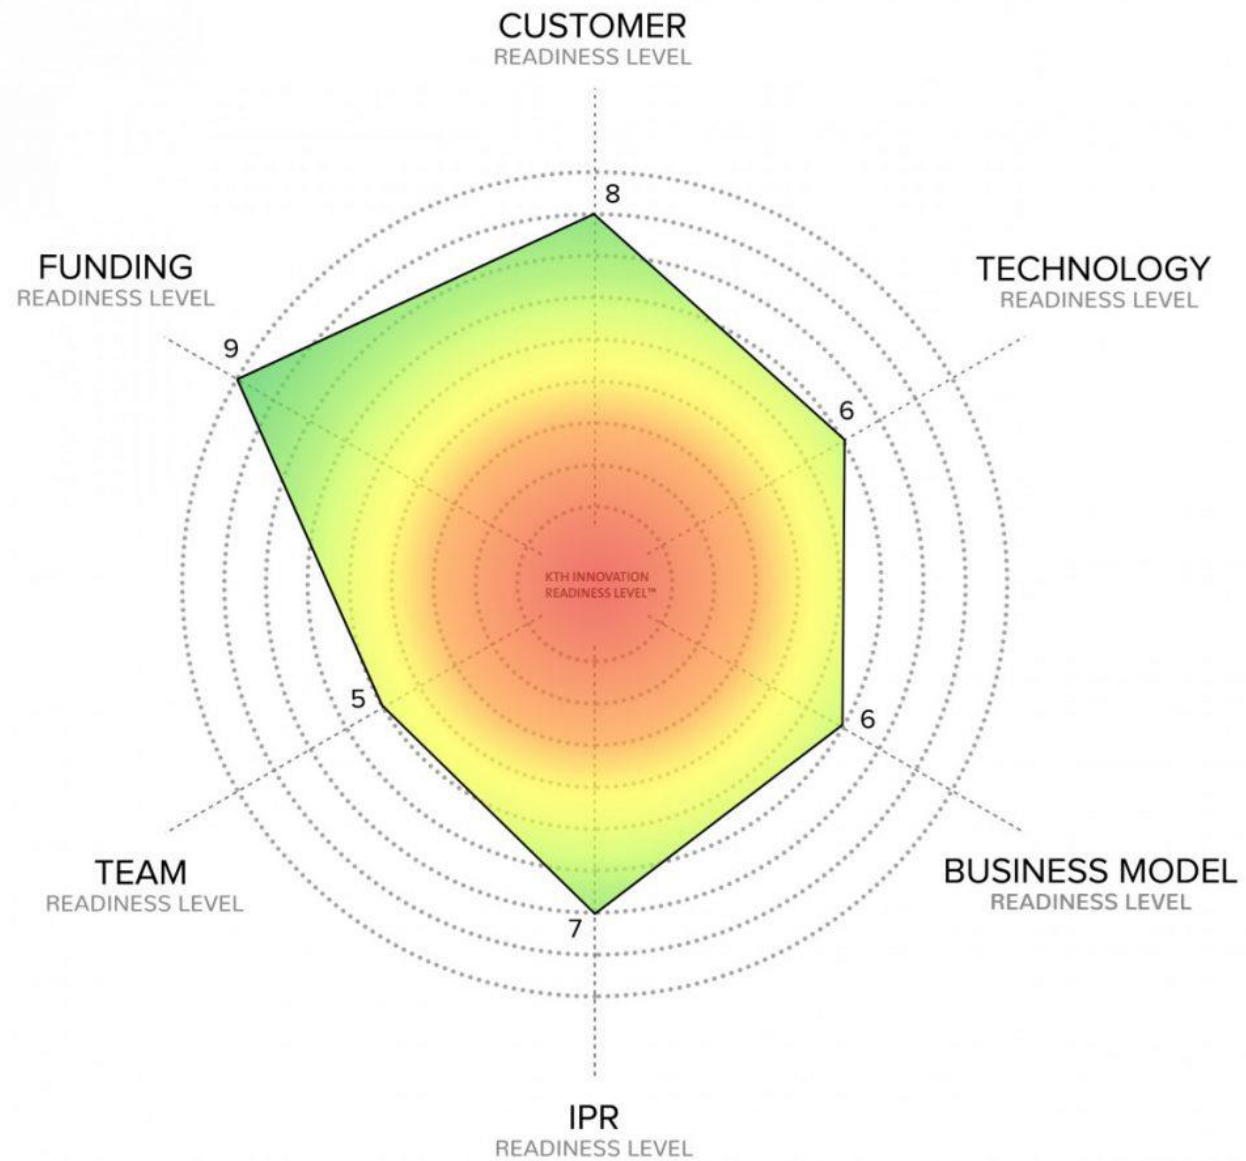 CUSTOMER
READINESS LEVEL
8
FUNDING
READINESS LEVEL
TECHNOLOGY
READINESS LEVEL
9
6
KTH INNOVATION
READINESS LEVEL™
5
6
TEAM
READINESS LEVEL
BUSINESS MODEL
READINESS LEVEL
7
IPR
READINESS LEVEL